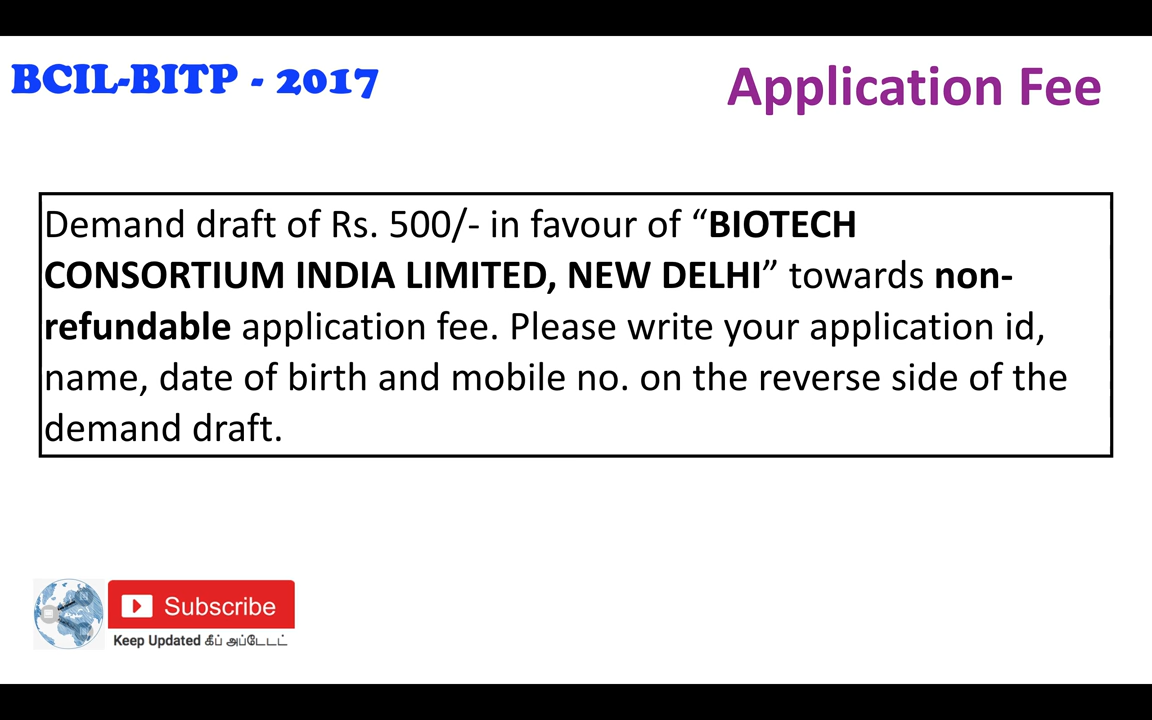 BCIL-BITP - 2017
Application Fee
Demand draft of Rs. 500/- in favour of “BIOTECH
CONSORTIUM INDIA LIMITED, NEW DELHI” towards non-
refundable application fee. Please write your application id,
name, date of birth and mobile no. on the reverse side of the
demand draft.
Subscribe
Keep Updated கீப் அப்டேடட்